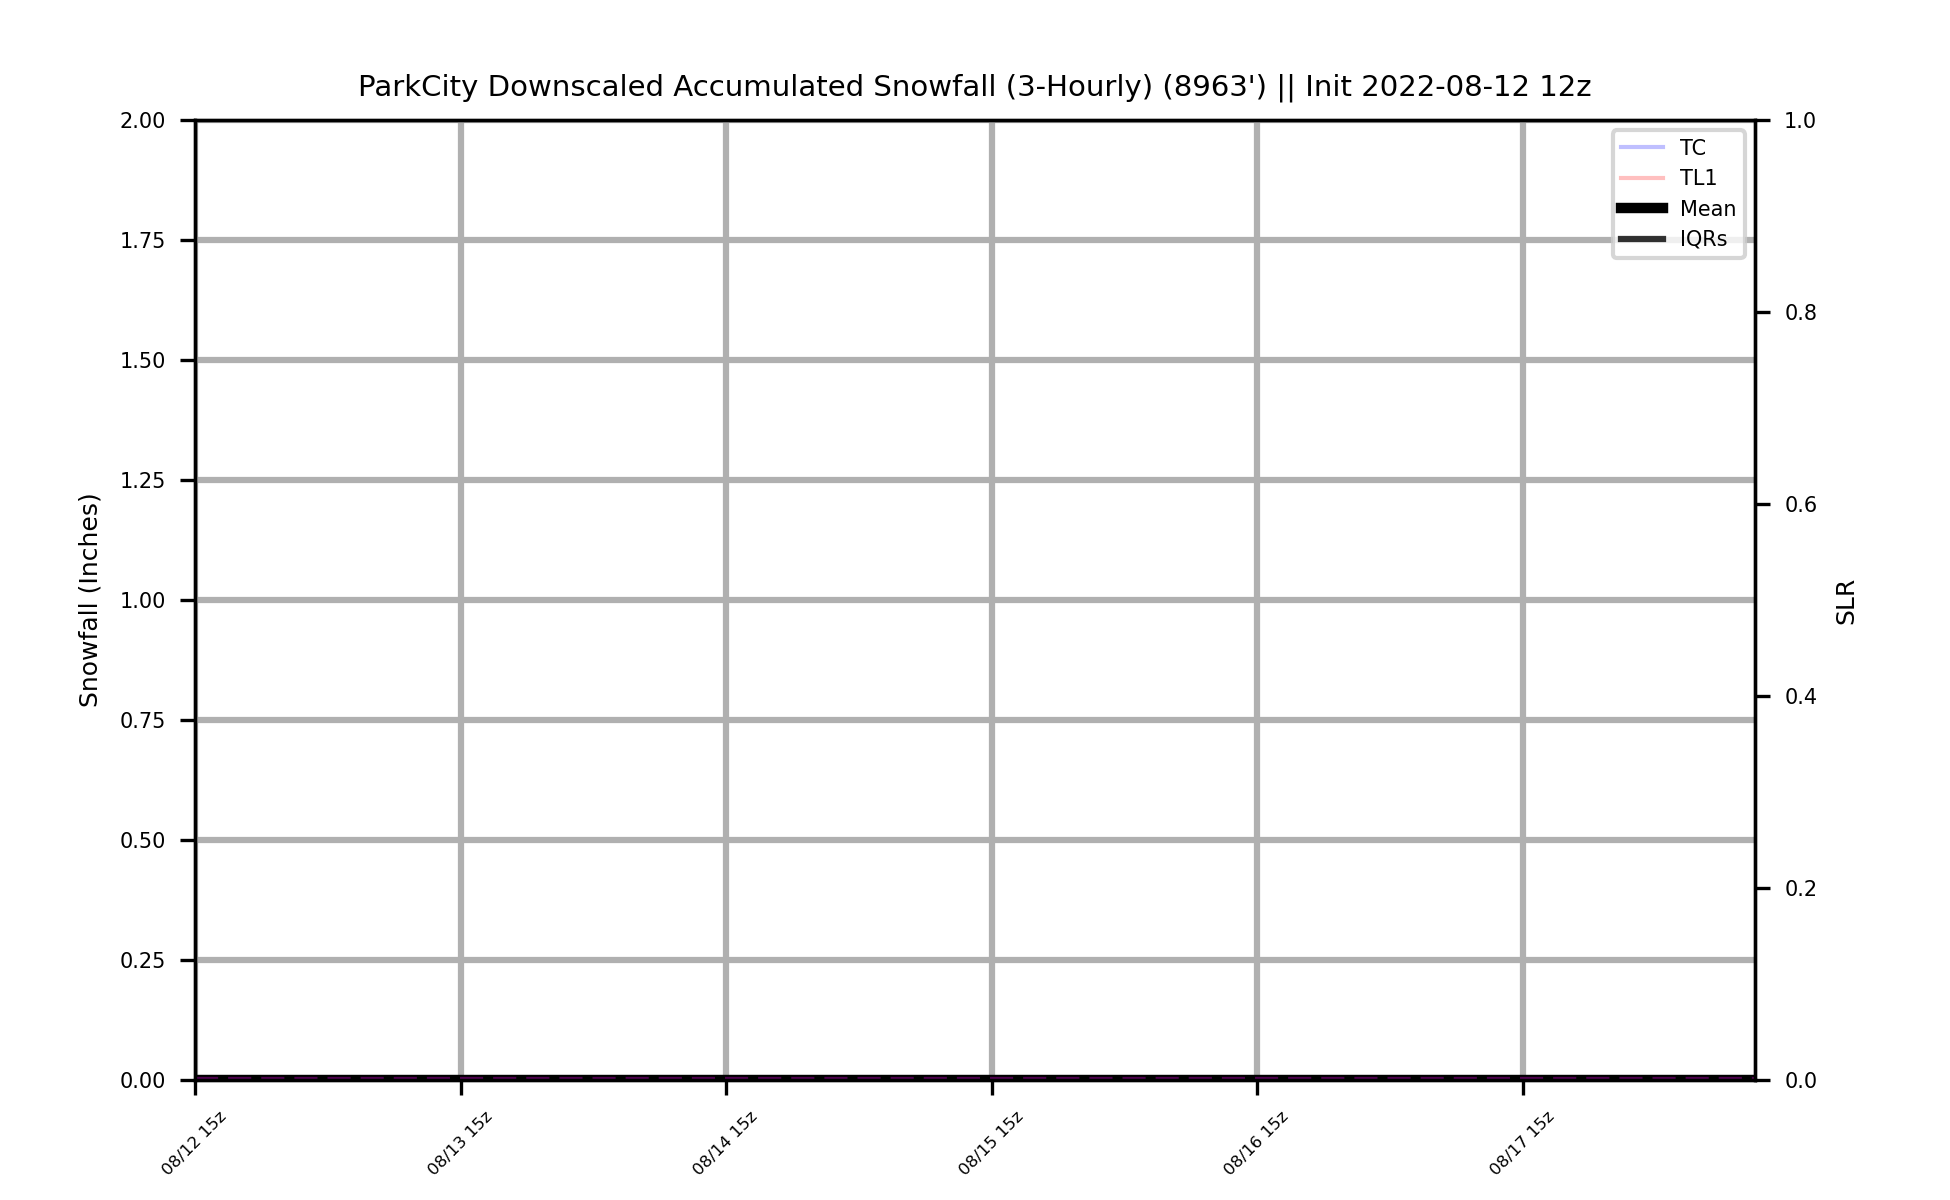 ParkCity Downscaled Accumulated Snowfall (3-Hourly) (8963') || Init 2022-08-12 12z
2.00
1.75
1.50
1.25
1.00
0.75
0.50
0.25
0.00
Snowfall (Inches)
TC
TL1
Mean
IQRs
1.0
0.8
0.6
0.4
0.2
0.0
SLR
08/12 15z
08/13 15z
08/14 15z
08/15 15z
08/16 15z
08/17 15z